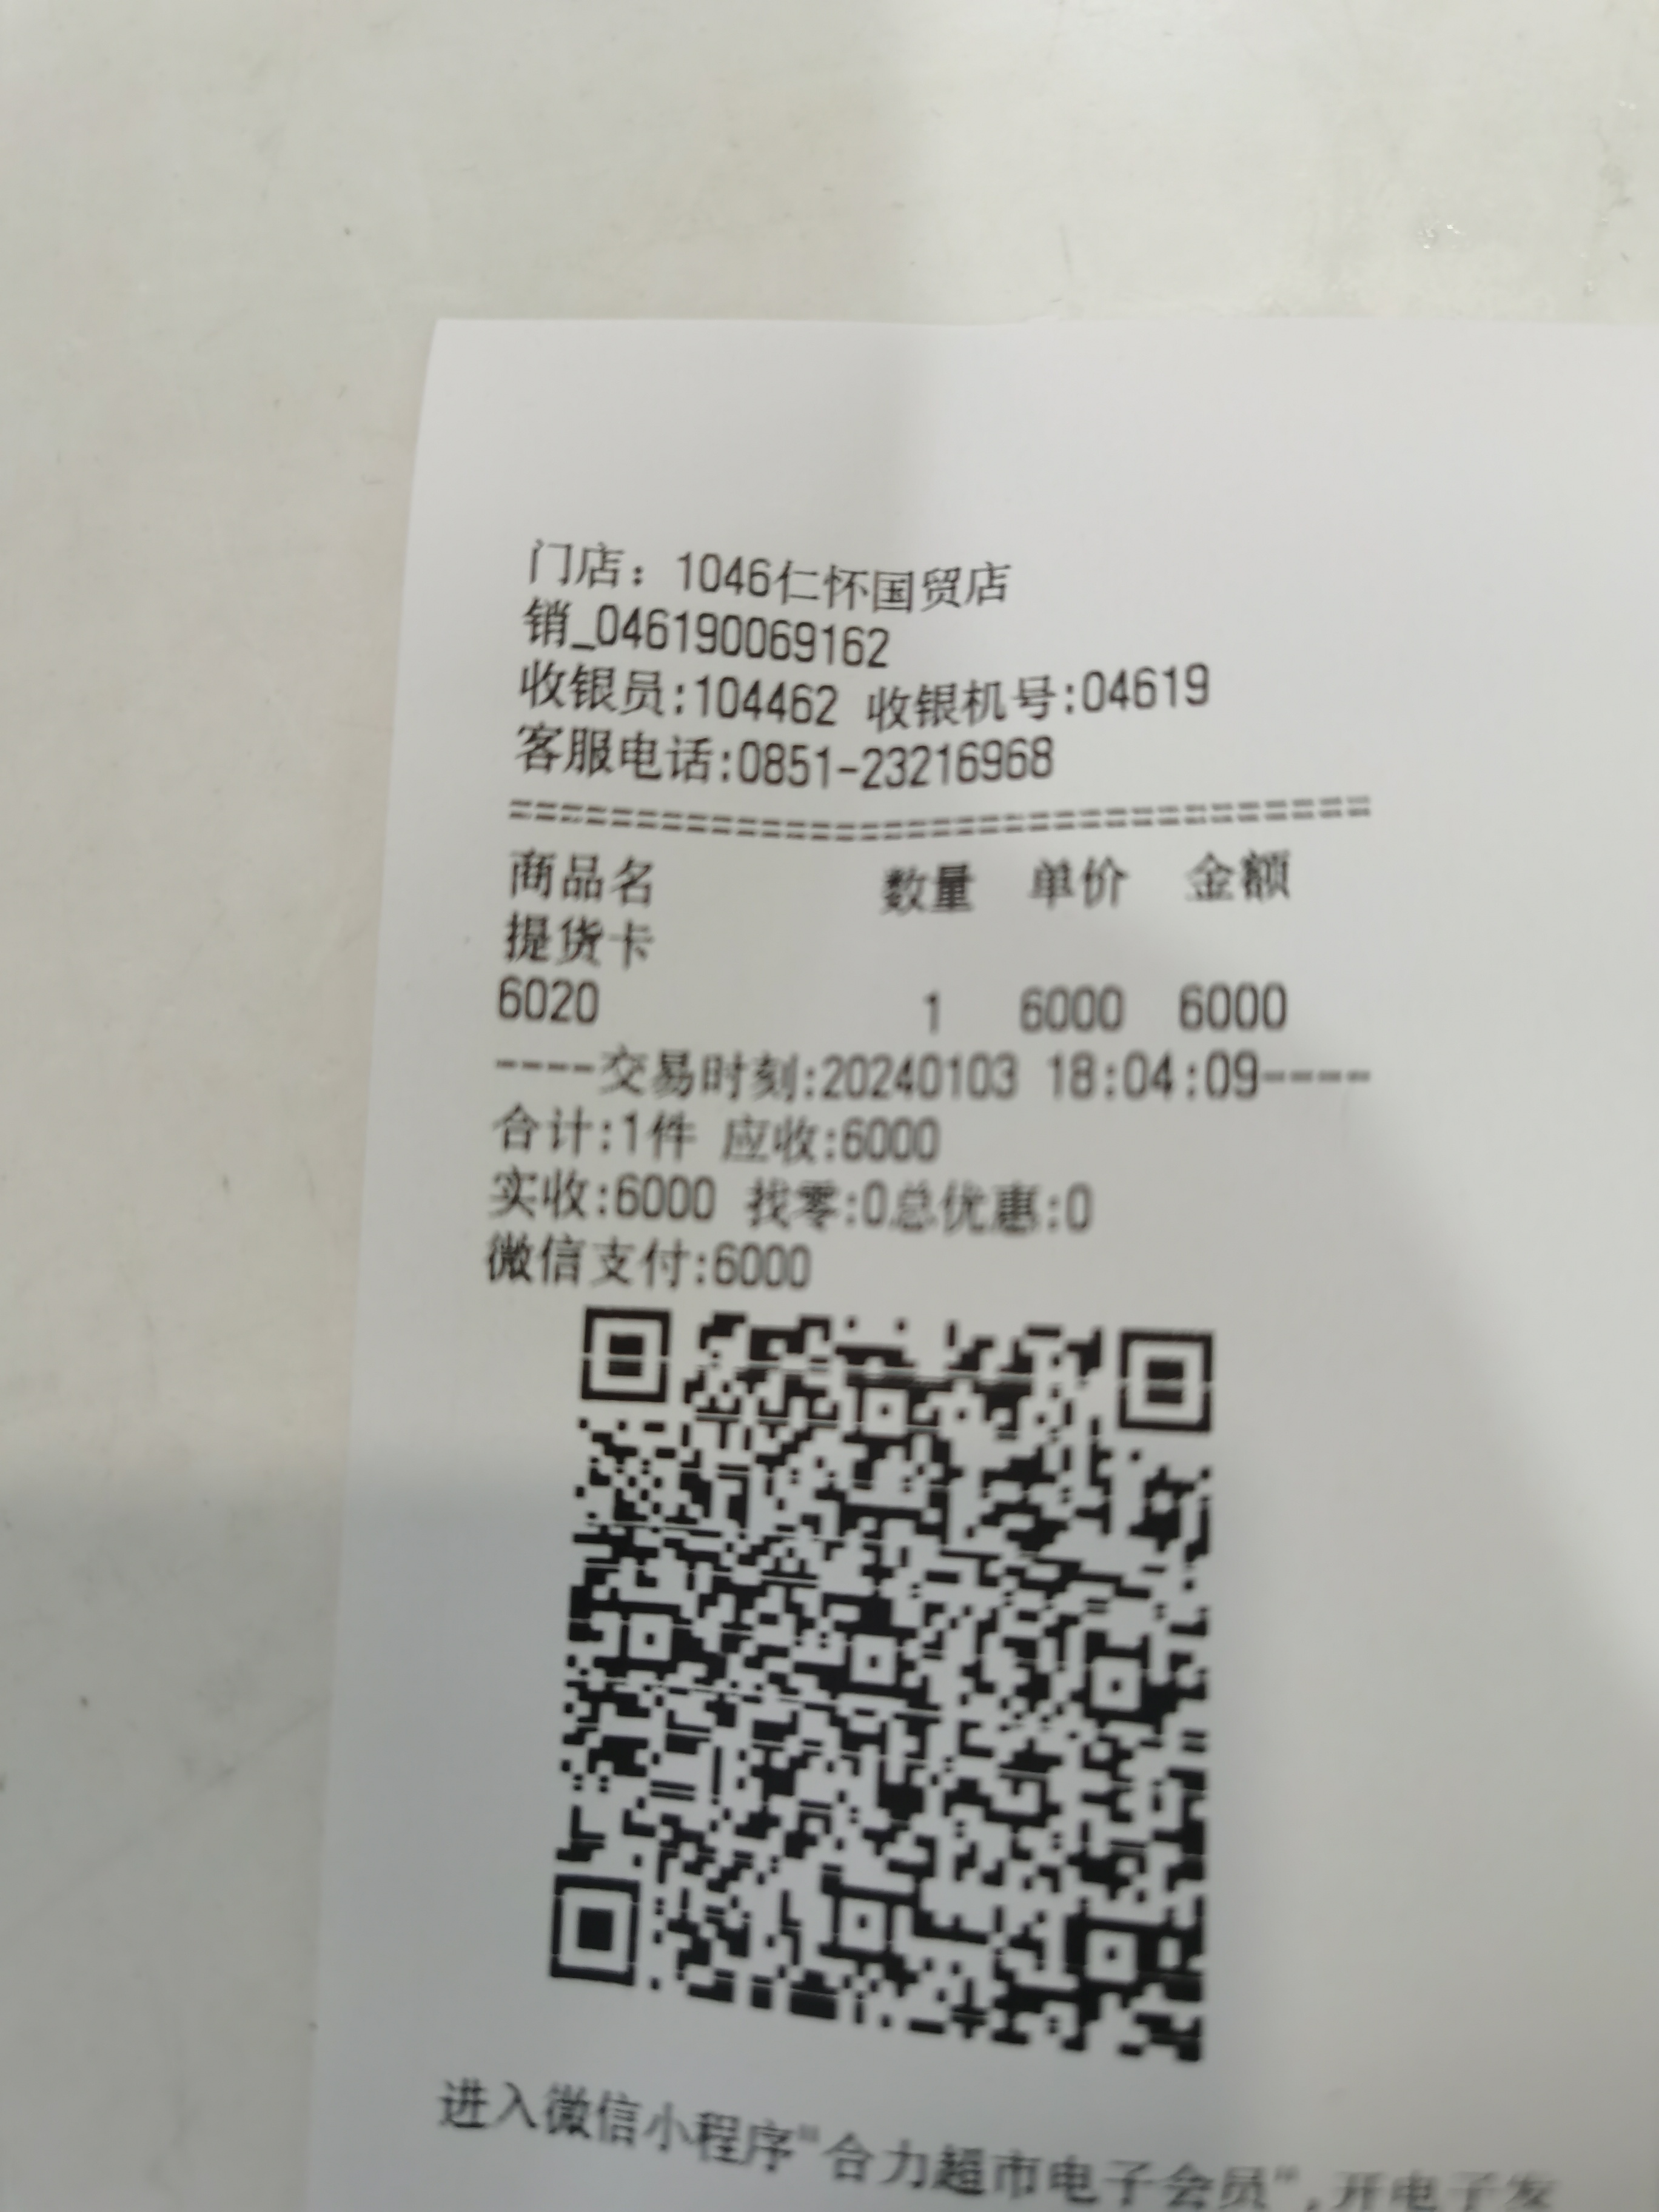 门店：1046仁怀国贸店
销_046190069162
收银员:104462 收银机号:04619
客服电话:0851-23216968
==================================
商品名 数量 单价 金额
提货卡
6020 1 6000 6000
----交易时刻:20240103 18:04:09----
合计:1件 应收:6000
实收:6000 找零:0总优惠:0
微信支付:6000
进入微信小程序"合力超市电子会员",开电子发